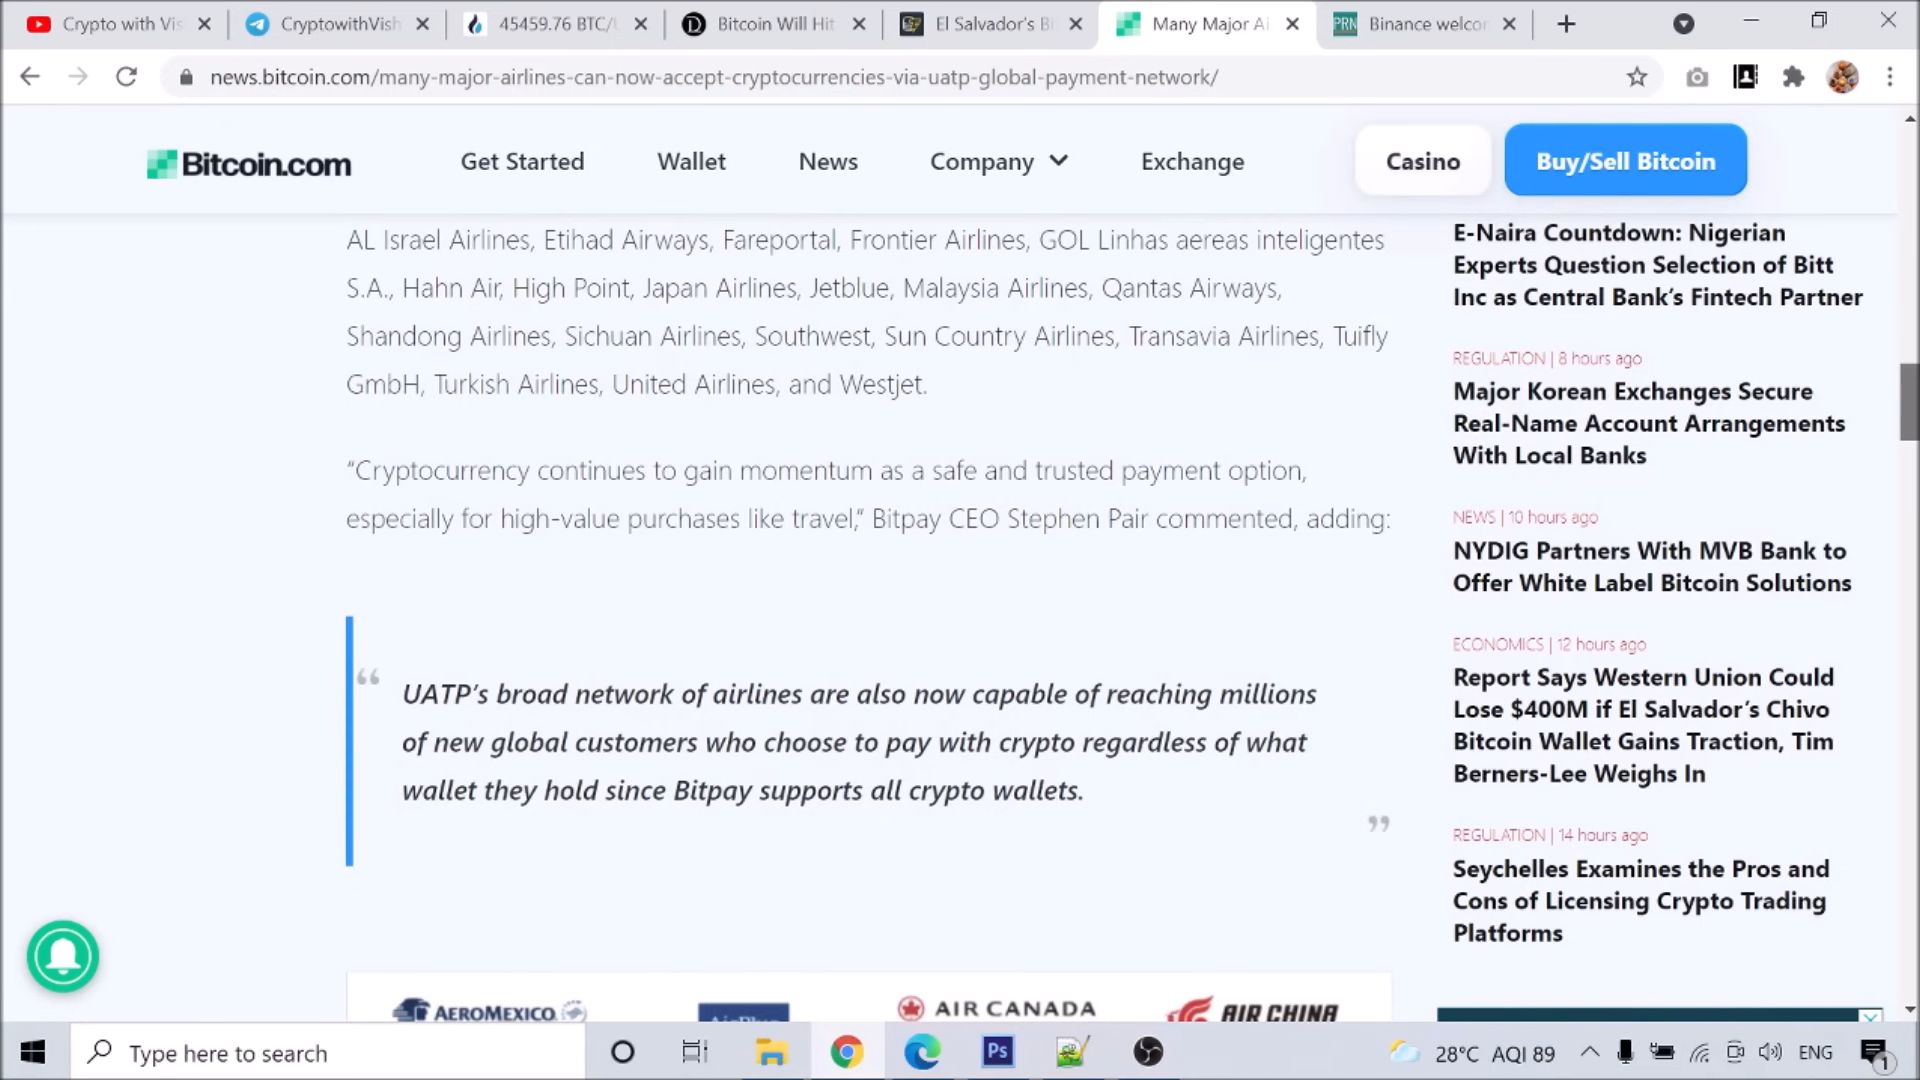 Crypto with Vis
CryptowithVish
45459.76 BTC/U
Bitcoin Will Hit
El Salvador's Bi
Many Major Ai
PRN Binance welcor
news.bitcoin.com/many-major-airlines-can-now-accept-cryptocurrencies-via-uatp-global-payment-network/
Bitcoin.com
Get Started
Wallet
News
Company
Exchange
Casino
Buy/Sell Bitcoin
AL Israel Airlines, Etihad Airways, Fareportal, Frontier Airlines, GOL Linhas aereas inteligentes
S.A., Hahn Air, High Point, Japan Airlines, Jetblue, Malaysia Airlines, Qantas Airways,
Shandong Airlines, Sichuan Airlines, Southwest, Sun Country Airlines, Transavia Airlines, Tuifly
GmbH, Turkish Airlines, United Airlines, and Westjet.
“Cryptocurrency continues to gain momentum as a safe and trusted payment option,
especially for high-value purchases like travel,“ Bitpay CEO Stephen Pair commented, adding:
“
UATP’s broad network of airlines are also now capable of reaching millions
of new global customers who choose to pay with crypto regardless of what
wallet they hold since Bitpay supports all crypto wallets.
”
AEROMEXICO
AirPlus
AIR CANADA
AIR CHINA
E-Naira Countdown: Nigerian
Experts Question Selection of Bitt
Inc as Central Bank’s Fintech Partner
REGULATION | 8 hours ago
Major Korean Exchanges Secure
Real-Name Account Arrangements
With Local Banks
NEWS | 10 hours ago
NYDIG Partners With MVB Bank to
Offer White Label Bitcoin Solutions
ECONOMICS | 12 hours ago
Report Says Western Union Could
Lose $400M if El Salvador’s Chivo
Bitcoin Wallet Gains Traction, Tim
Berners-Lee Weighs In
REGULATION | 14 hours ago
Seychelles Examines the Pros and
Cons of Licensing Crypto Trading
Platforms
Type here to search
Ps
28°C AQI 89
ENG
1